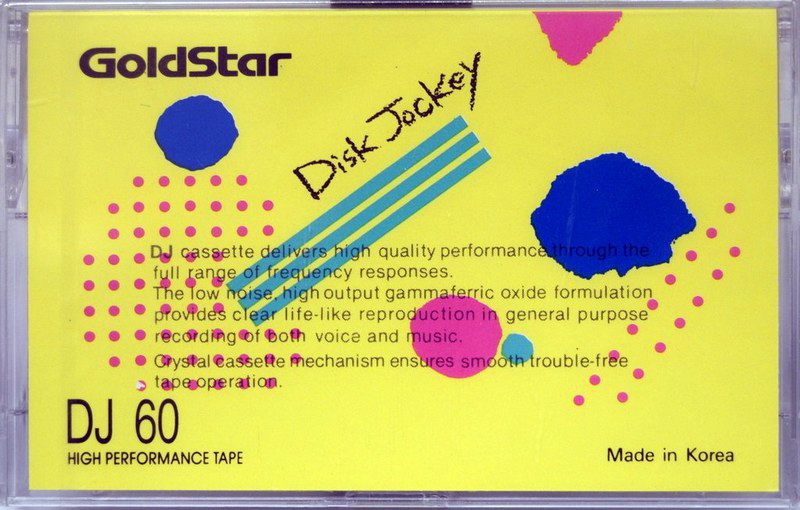 GoldStar
Disk Jockey
DJ cassette delivers high quality performance through the
full range of frequency responses.
The low noise, high output gammaferric oxide formulation
provides clear life-like reproduction in general purpose
recording of both voice and music.
Crystal cassette mechanism ensures smooth trouble-free
tape operation.
DJ 60
HIGH PERFORMANCE TAPE
Made in Korea